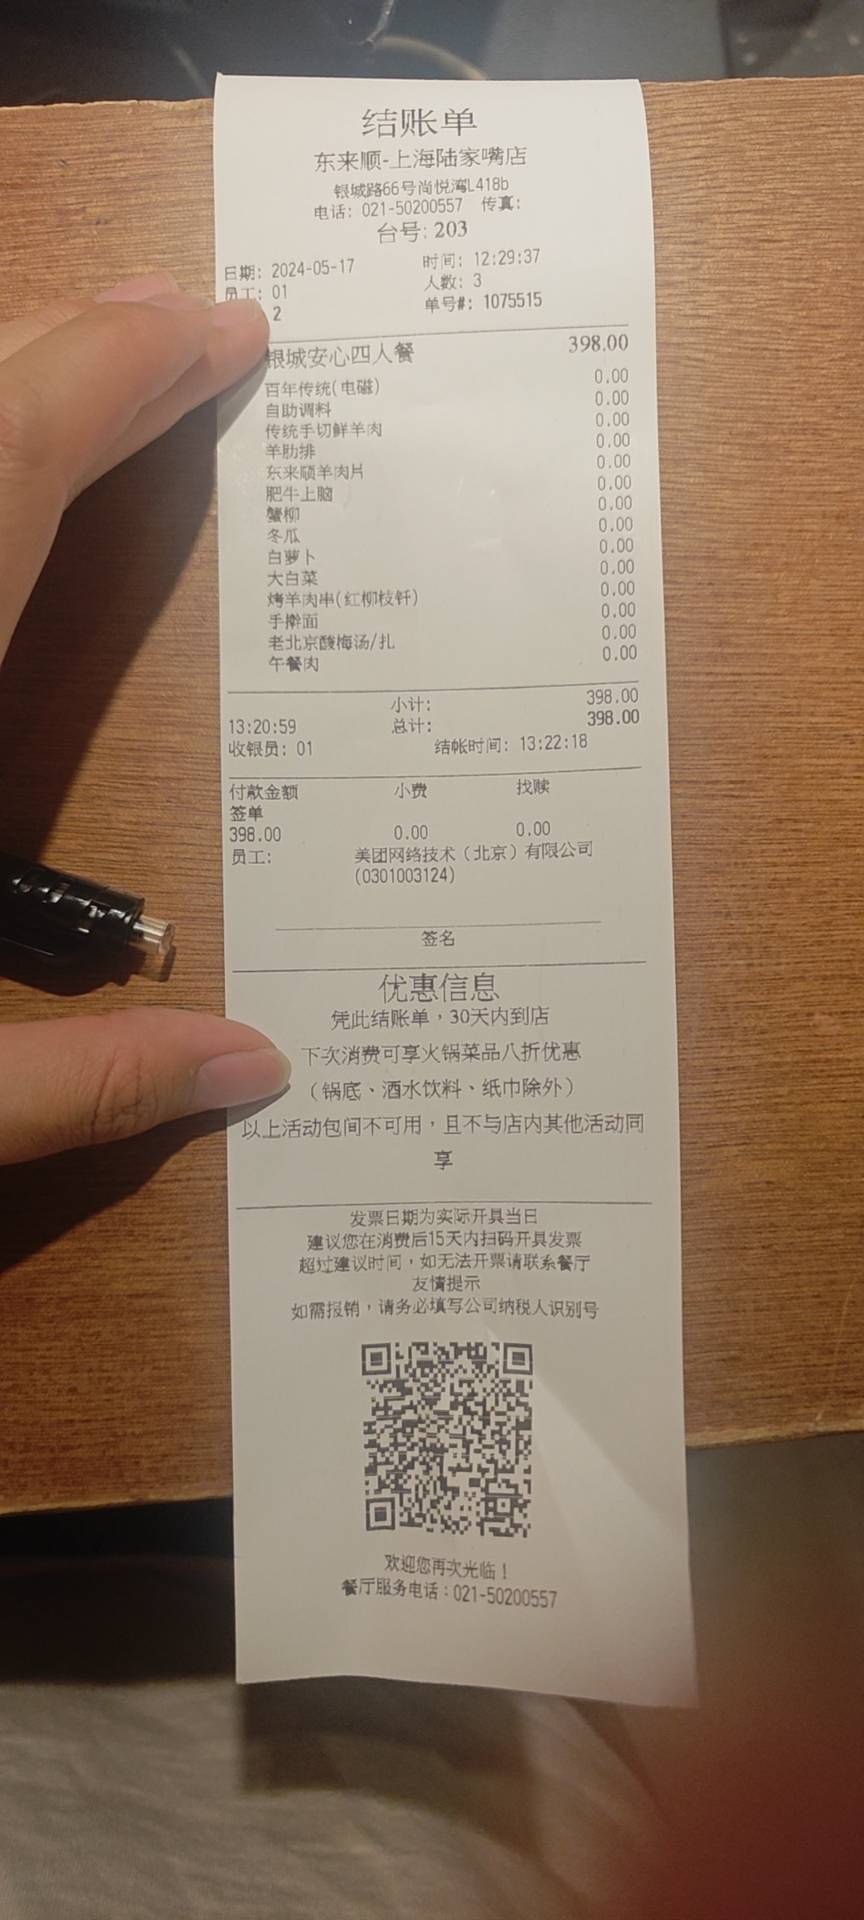 结账单
东来顺-上海陆家嘴店
银城路66号尚悦湾L418b
电话: 021-50200557 传真:
台号: 203
日期: 2024-05-17 时间: 12:29:37
员工: 01 人数: 3
2 单号#: 1075515
银城安心四人餐 398.00
百年传统(电磁) 0.00
自助调料 0.00
传统手切鲜羊肉 0.00
羊肋排 0.00
东来顺羊肉片 0.00
肥牛上脑 0.00
蟹柳 0.00
冬瓜 0.00
白萝卜 0.00
大白菜 0.00
烤羊肉串(红柳枝钎) 0.00
手擀面 0.00
老北京酸梅汤/扎 0.00
午餐肉 0.00
小计: 398.00
13:20:59 总计: 398.00
收银员: 01 结帐时间: 13:22:18
付款金额 小费 找赎
签单
398.00 0.00 0.00
员工: 美团网络技术（北京）有限公司
(0301003124)
签名
优惠信息
凭此结账单，30天内到店
下次消费可享火锅菜品八折优惠
（锅底、酒水饮料、纸巾除外）
以上活动包间不可用，且不与店内其他活动同
享
发票日期为实际开具当日
建议您在消费后15天内扫码开具发票
超过建议时间，如无法开票请联系餐厅
友情提示
如需报销，请务必填写公司纳税人识别号
欢迎您再次光临！
餐厅服务电话：021-50200557